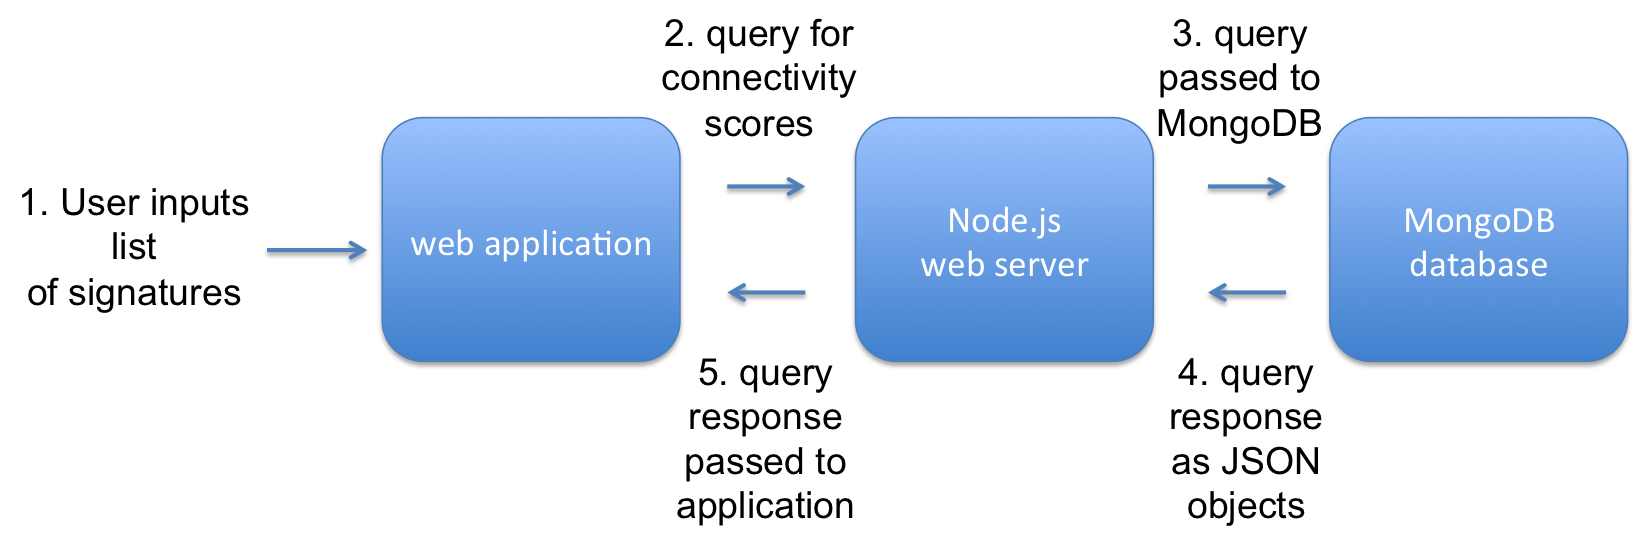 1. User inputs
list
of signatures
web application
2. query for
connectivity
scores
Node.js
web server
3. query
passed to
MongoDB
MongoDB
database
4. query
response
as JSON
objects
5. query
response
passed to
application